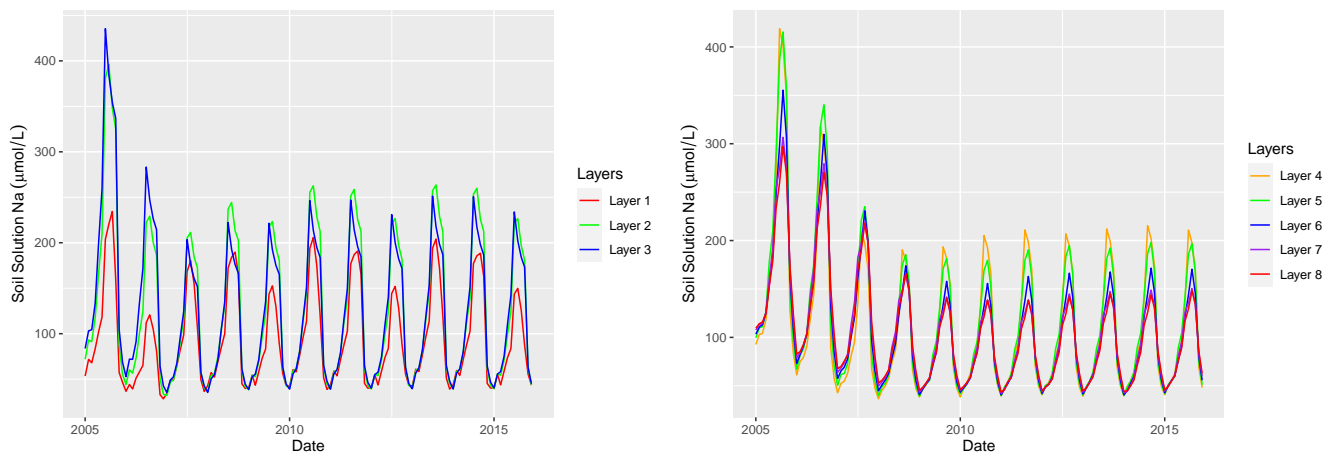 Soil Solution Na (μmol/L)
400
300
200
100
2005
2010
2015
Date
Layers
Layer 1
Layer 2
Layer 3
Soil Solution Na (μmol/L)
400
300
200
100
2005
2010
2015
Date
Layers
Layer 4
Layer 5
Layer 6
Layer 7
Layer 8